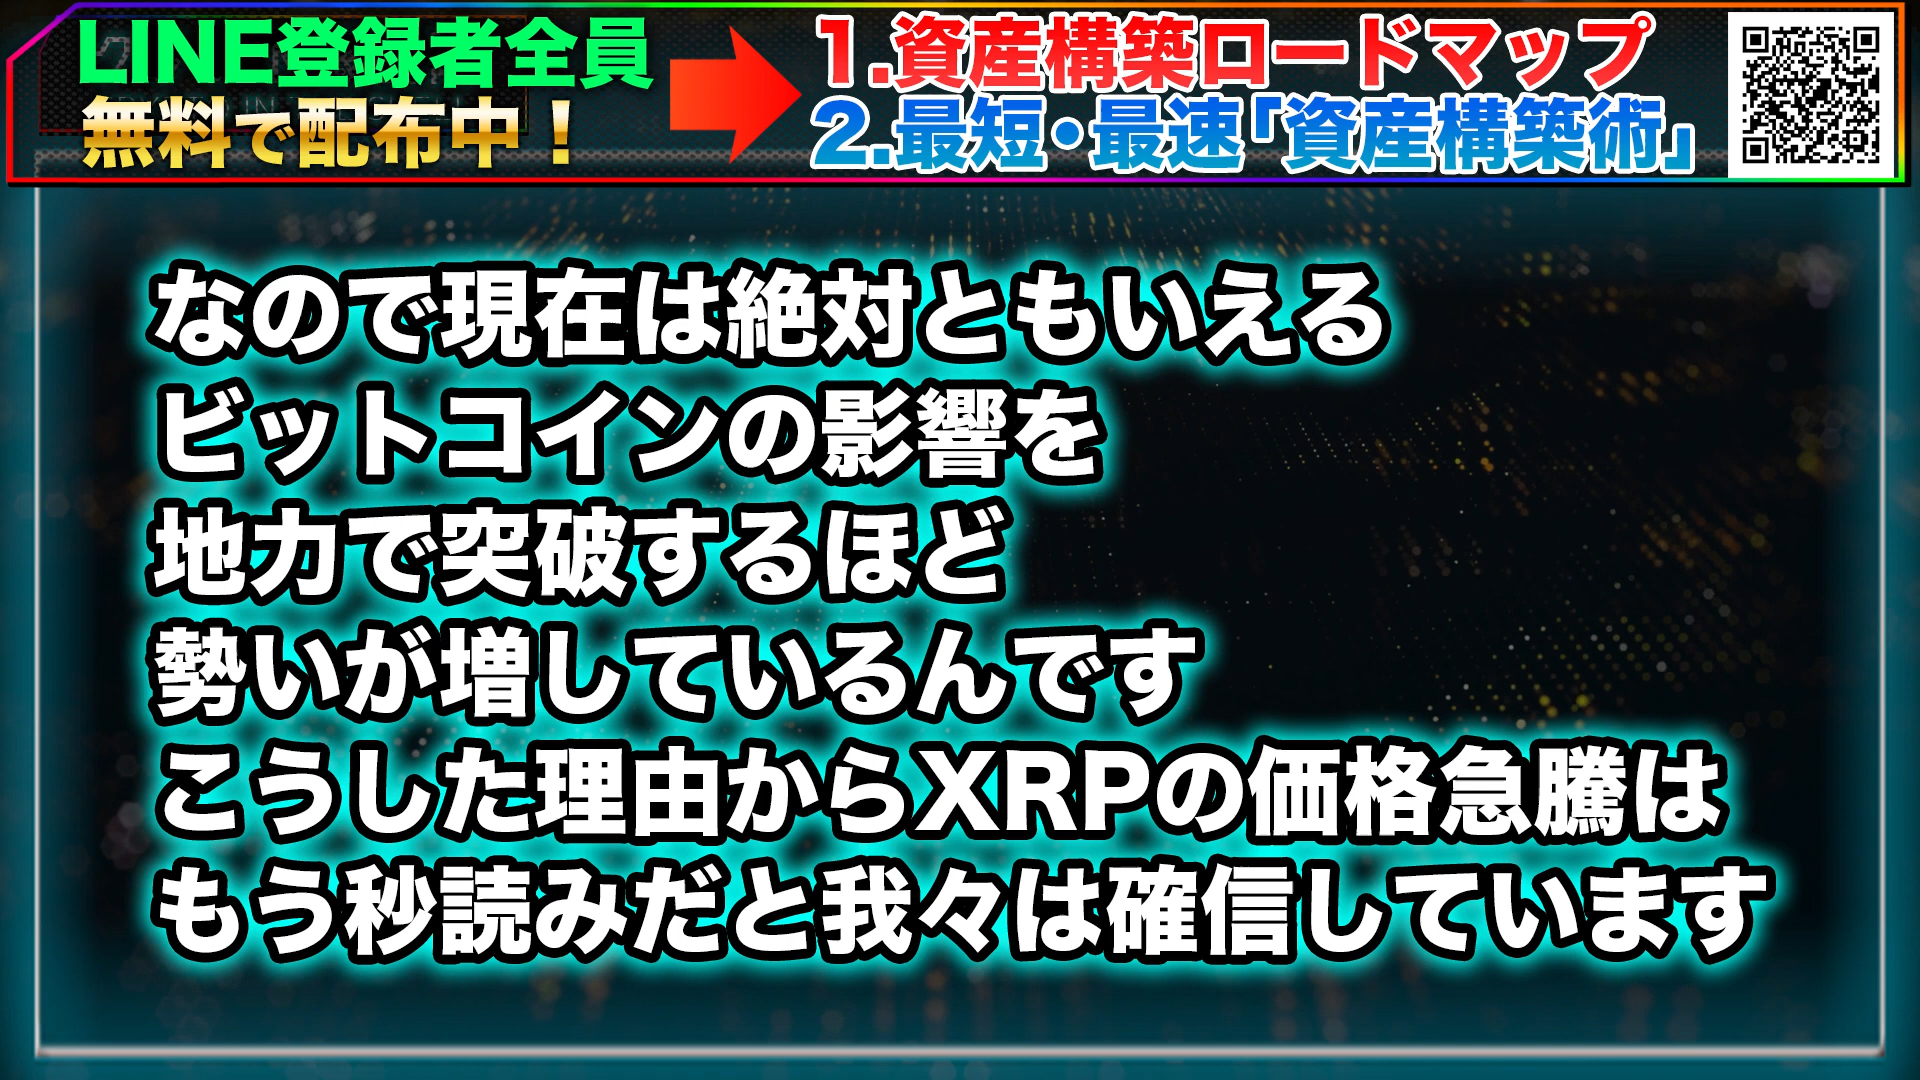 LINE登録者全員
無料で配布中！
1.資産構築ロードマップ
2.最短・最速「資産構築術」
なので現在は絶対ともいえる
ビットコインの影響を
地力で突破するほど
勢いが増しているんです
こうした理由からXRPの価格急騰は
もう秒読みだと我々は確信しています